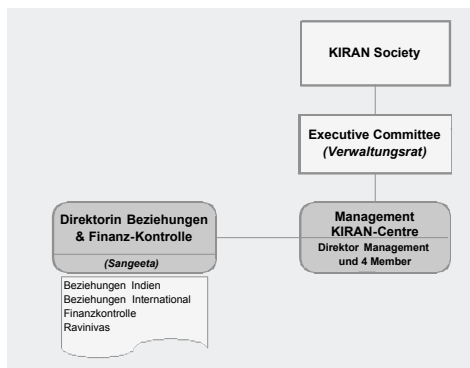 KIRAN Society
Executive Committee
(Verwaltungsrat)
Direktorin Beziehungen
& Finanz-Kontrolle
(Sangeeta)
Management
KIRAN-Centre
Direktor Management
und 4 Member
Beziehungen Indien
Beziehungen International
Finanzkontrolle
Ravinivas